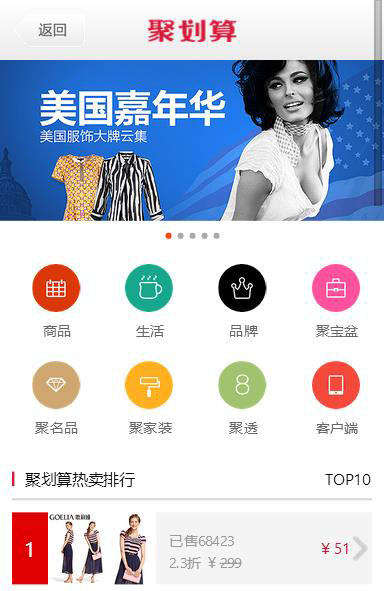 返回
聚划算
美国嘉年华
美国服饰大牌云集
商品
生活
品牌
聚宝盆
聚名品
聚家装
聚透
客户端
聚划算热卖排行
TOP10
1
GOELIA 歌莉娅
已售68423
2.3折 ￥299
￥51